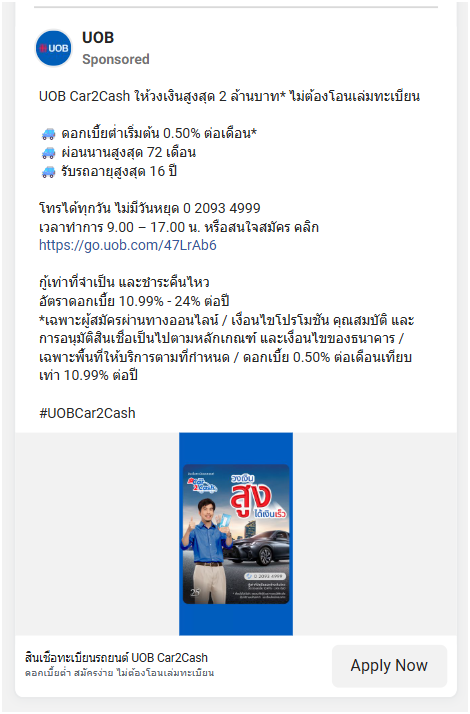 UOB
UOB
Sponsored
UOB Car2Cash ให้วงเงินสูงสุด 2 ล้านบาท* ไม่ต้องโอนเล่มทะเบียน
ดอกเบี้ยต่ำเริ่มต้น 0.50% ต่อเดือน*
ผ่อนนานสูงสุด 72 เดือน
รับรถอายุสูงสุด 16 ปี
โทรได้ทุกวัน ไม่มีวันหยุด 0 2093 4999
เวลาทำการ 9.00 – 17.00 น. หรือสนใจสมัคร คลิก
https://go.uob.com/47LrAb6
กู้เท่าที่จำเป็น และชำระคืนไหว
อัตราดอกเบี้ย 10.99% - 24% ต่อปี
*เฉพาะผู้สมัครผ่านทางออนไลน์ / เงื่อนไขโปรโมชัน คุณสมบัติ และ
การอนุมัติสินเชื่อเป็นไปตามหลักเกณฑ์ และเงื่อนไขของธนาคาร /
เฉพาะพื้นที่ให้บริการตามที่กำหนด / ดอกเบี้ย 0.50% ต่อเดือนเทียบ
เท่า 10.99% ต่อปี
#UOBCar2Cash
วงเงิน
สูง
ได้เงินเร็ว
0 2093 4999
25
สินเชื่อทะเบียนรถยนต์ UOB Car2Cash
ดอกเบี้ยต่ำ สมัครง่าย ไม่ต้องโอนเล่มทะเบียน
Apply Now